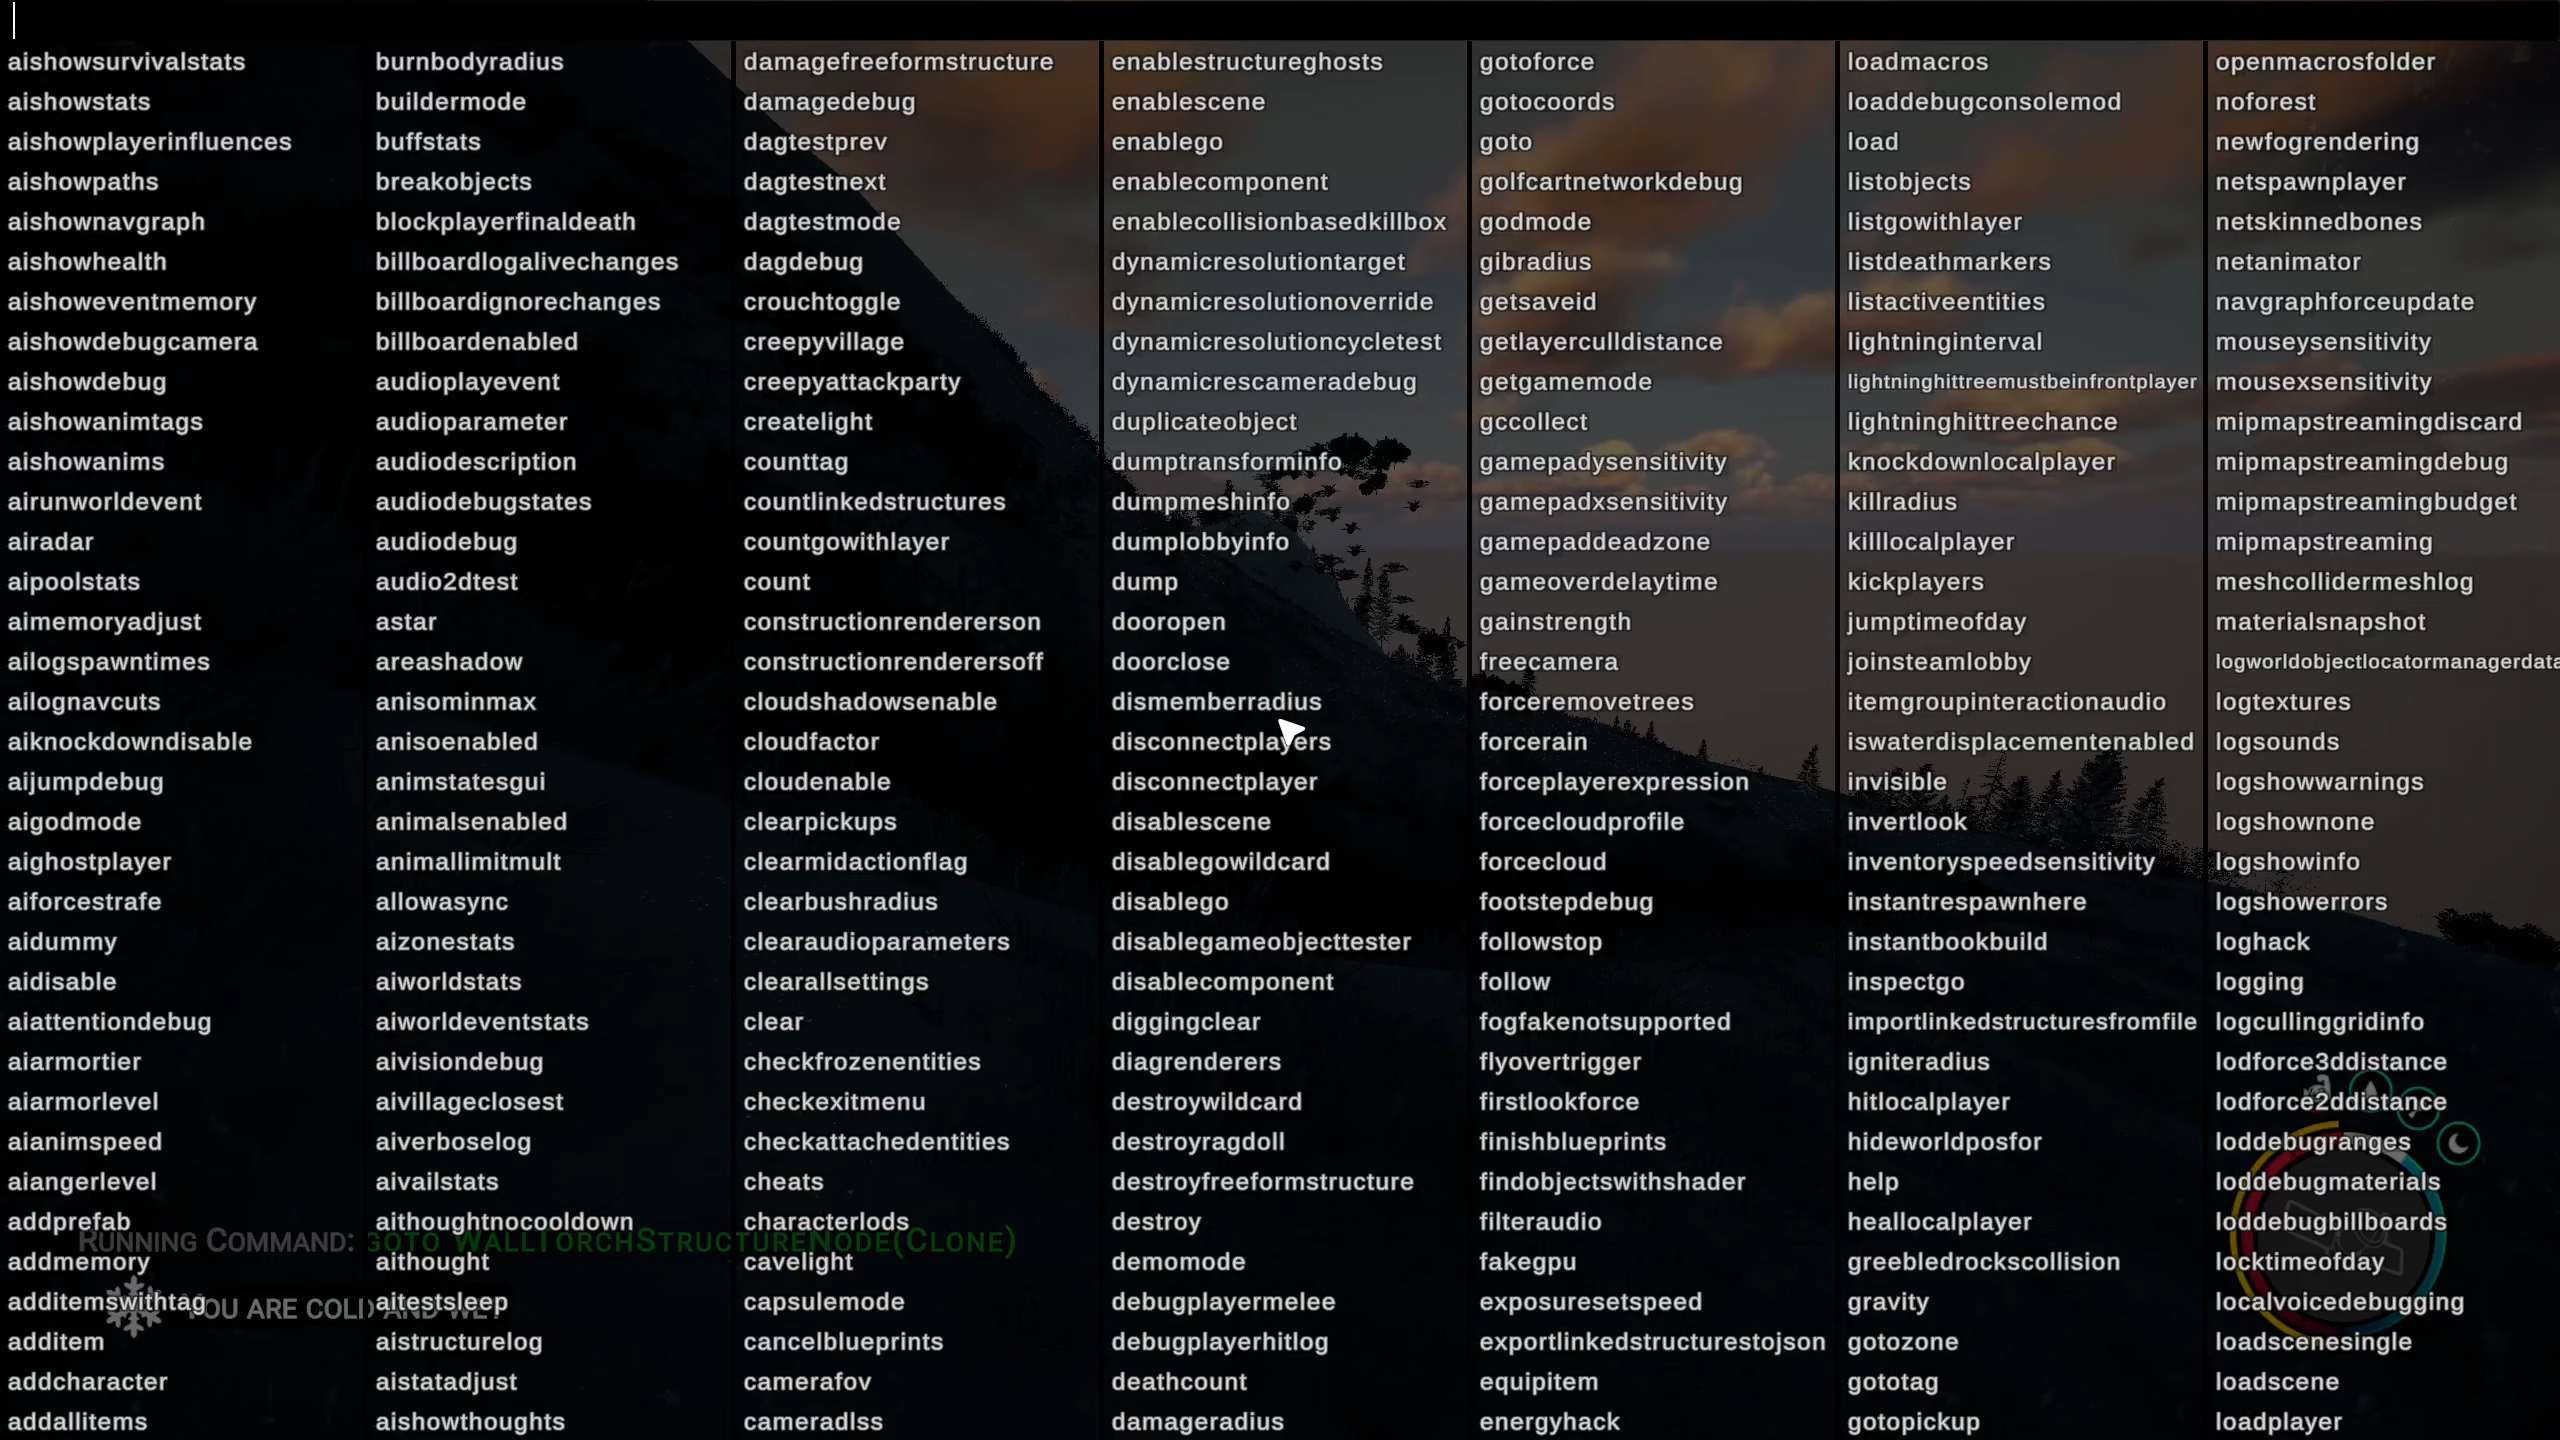 aishowsurvivalstats
aishowstats
aishowplayerinfluences
aishowpaths
aishownavgraph
aishowhealth
aishoweventmemory
aishowdebugcamera
aishowdebug
aishowanimtags
aishowanims
airunworldevent
airadar
aipoolstats
aimemoryadjust
ailogspawntimes
ailognavcuts
aiknockdowndisable
aijumpdebug
aigodmode
aighostplayer
aiforcestrafe
aidummy
aidisable
aiattentiondebug
aiarmortier
aiarmorlevel
aianimspeed
aiangerlevel
addprefab
addmemory
additemswithtag
additem
addcharacter
addallitems
burnbodyradius
buildermode
buffstats
breakobjects
blockplayerfinaldeath
billboardlogalivechanges
billboardignorechanges
billboardenabled
audioplayevent
audioparameter
audiodescription
audiodebugstates
audiodebug
audio2dtest
astar
areashadow
anisominmax
anisoenabled
animstatesgui
animalsenabled
animallimitmult
allowasync
aizonestats
aiworldstats
aiworldeventstats
aivisiondebug
aivillageclosest
aiverboselog
aivailstats
aithoughtnocooldown
aithought
aitestsleep
aistructurelog
aistatadjust
aishowthoughts
damagefreeformstructure
damagedebug
dagtestprev
dagtestnext
dagtestmode
dagdebug
crouchtoggle
creepyvillage
creepyattackparty
createlight
counttag
countlinkedstructures
countgowithlayer
count
constructionrendererson
constructionrenderersoff
cloudshadowsenable
cloudfactor
cloudenable
clearpickups
clearmidactionflag
clearbushradius
clearaudioparameters
clearallsettings
clear
checkfrozenentities
checkexitmenu
checkattachedentities
cheats
characterlods
cavelight
capsulemode
cancelblueprints
camerafov
cameradlss
enablestructureghosts
enablescene
enablego
enablecomponent
enablecollisionbasedkillbox
dynamicresolutiontarget
dynamicresolutionoverride
dynamicresolutioncycletest
dynamicrescameradebug
duplicateobject
dumptransforminfo
dumpmeshinfo
dumplobbyinfo
dump
dooropen
doorclose
dismemberradius
disconnectplayers
disconnectplayer
disablescene
disablegowildcard
disablego
disablegameobjecttester
disablecomponent
diggingclear
diagrenderers
destroywildcard
destroyragdoll
destroyfreeformstructure
destroy
demomode
debugplayermelee
debugplayerhitlog
deathcount
damageradius
gotoforce
gotocoords
goto
golfcartnetworkdebug
godmode
gibradius
getsaveid
getlayerculldistance
getgamemode
gccollect
gamepadysensitivity
gamepadxsensitivity
gamepaddeadzone
gameoverdelaytime
gainstrength
freecamera
forceremovetrees
forcerain
forceplayerexpression
forcecloudprofile
forcecloud
footstepdebug
followstop
follow
fogfakenotsupported
flyovertrigger
firstlookforce
finishblueprints
findobjectswithshader
filteraudio
fakegpu
exposuresetspeed
exportlinkedstructurestojson
equipitem
energyhack
loadmacros
loaddebugconsolemod
load
listobjects
listgowithlayer
listdeathmarkers
listactiveentities
lightninginterval
lightninghittreemustbeinfrontplayer
lightninghittreechance
knockdownlocalplayer
killradius
killlocalplayer
kickplayers
jumptimeofday
joinsteamlobby
itemgroupinteractionaudio
iswaterdisplacementenabled
invisible
invertlook
inventoryspeedsensitivity
instantrespawnhere
instantbookbuild
inspectgo
importlinkedstructuresfromfile
igniteradius
hitlocalplayer
hideworldposfor
help
heallocalplayer
greebledrockscollision
gravity
gotozone
gototag
gotopickup
openmacrosfolder
noforest
newfogrendering
netspawnplayer
netskinnedbones
netanimator
navgraphforceupdate
mouseysensitivity
mousexsensitivity
mipmapstreamingdiscard
mipmapstreamingdebug
mipmapstreamingbudget
mipmapstreaming
meshcollidermeshlog
materialsnapshot
logworldobjectlocatormanagerdata
logtextures
logsounds
logshowwarnings
logshownone
logshowinfo
logshowerrors
loghack
logging
logcullinggridinfo
lodforce3ddistance
lodforce2ddistance
loddebugranges
loddebugmaterials
loddebugbillboards
locktimeofday
localvoicedebugging
loadscenesingle
loadscene
loadplayer
Running Command: goto WallTorchStructureNode(Clone)
YOU ARE COLD AND WET